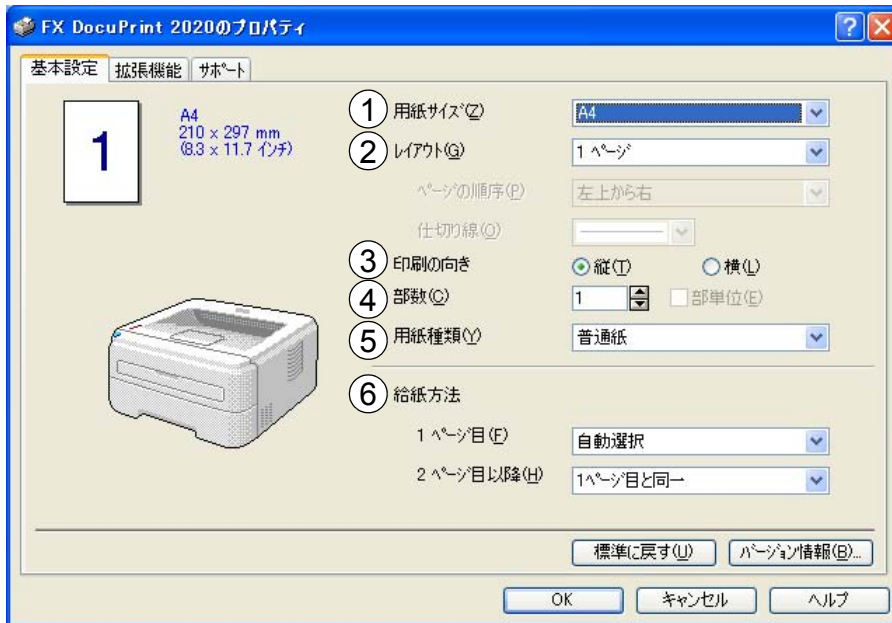 FX DocuPrint 2020のプロパティ
基本設定 拡張機能 サポート
1
A4
210 x 297 mm
(8.3 x 11.7 インチ)
① 用紙サイズ(Z) A4
② レイアウト(G) 1 ページ
ページの順序(P) 左上から右
仕切り線(O)
③ 印刷の向き 縦(T) 横(L)
④ 部数(C) 1 部単位(E)
⑤ 用紙種類(Y) 普通紙
⑥ 給紙方法
1 ページ目(F) 自動選択
2 ページ目以降(H) 1ページ目と同一
標準に戻す(U) バージョン情報(B)...
OK キャンセル ヘルプ